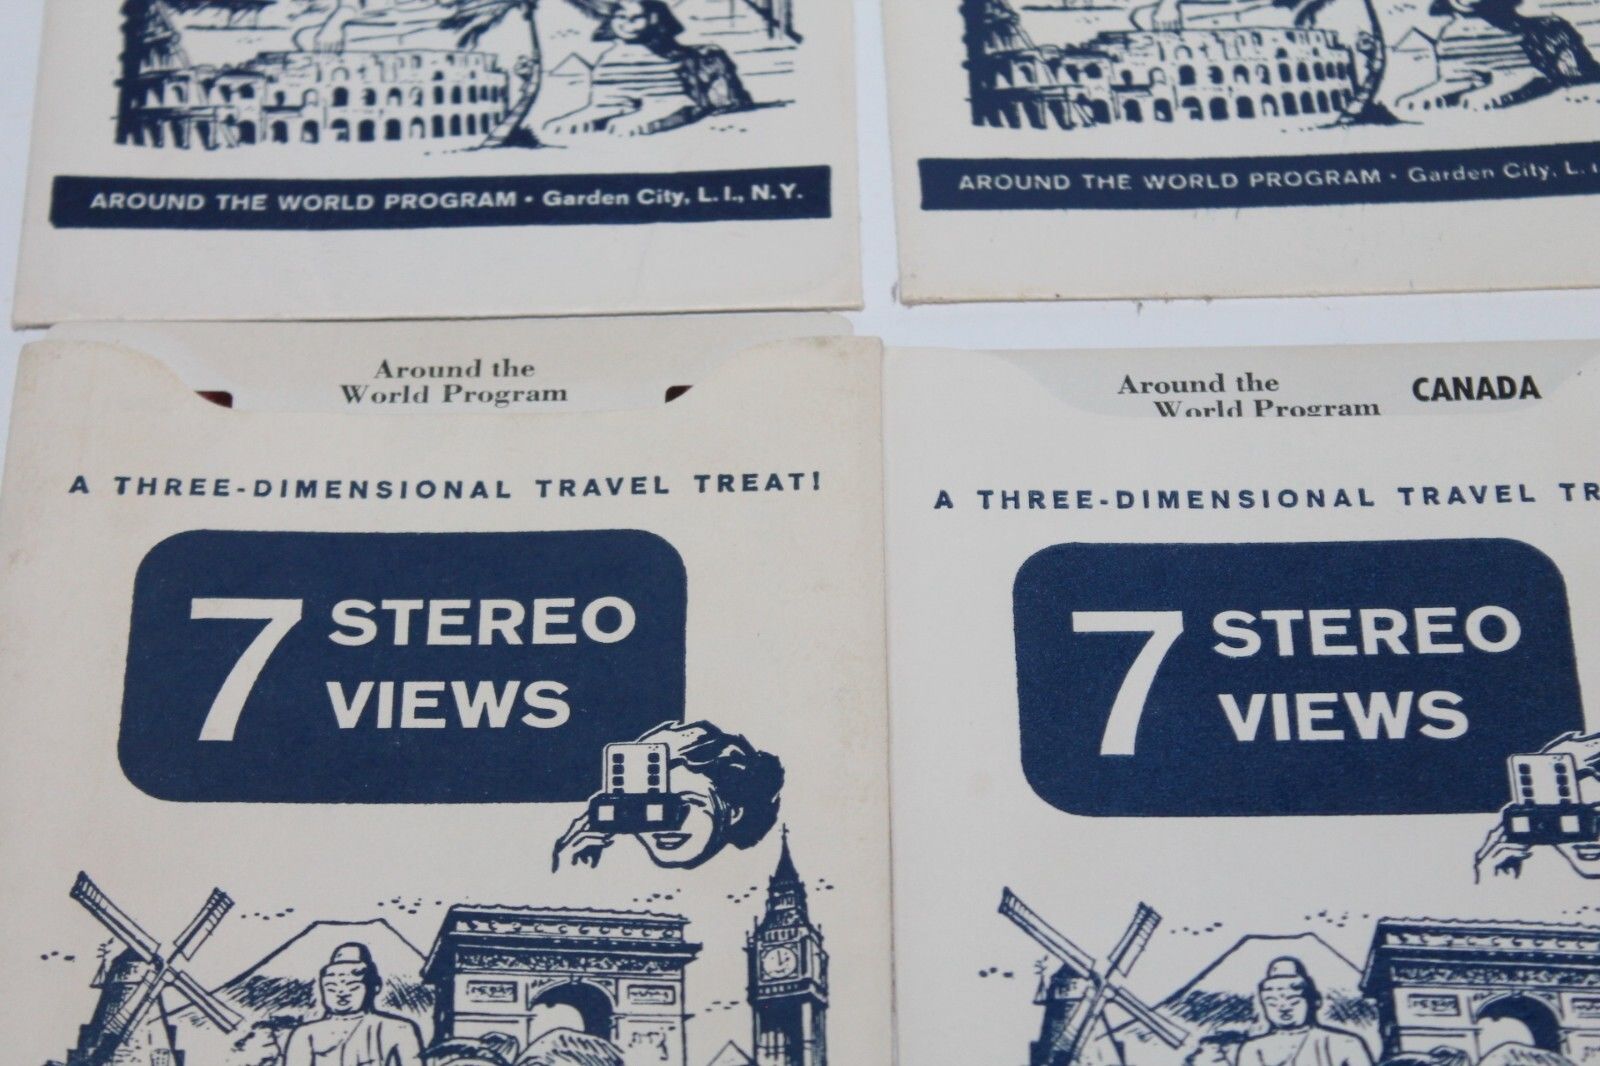 AROUND THE WORLD PROGRAM • Garden City, L.I., N.Y.
AROUND THE WORLD PROGRAM • Garden City, L.I
Around the
World Program
A THREE-DIMENSIONAL TRAVEL TREAT!
7 STEREO
VIEWS
Around the CANADA
World Program
A THREE-DIMENSIONAL TRAVEL TR
7 STEREO
VIEWS